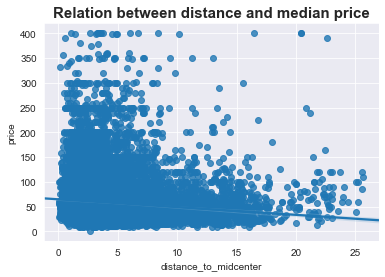 Relation between distance and median price
400
350
300
250
200
150
100
50
0
price
0 5 10 15 20 25
distance_to_midcenter